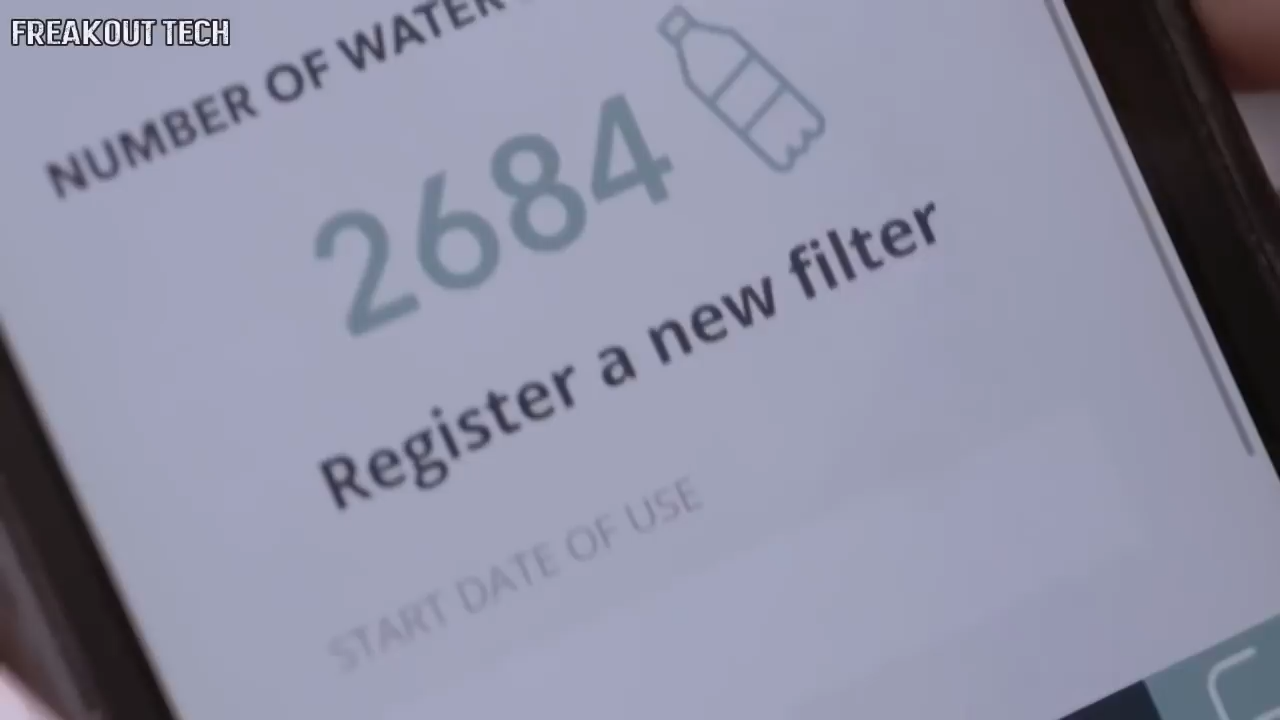 FREAKOUT TECH
NUMBER OF WATER
2684
Register a new filter
START DATE OF USE